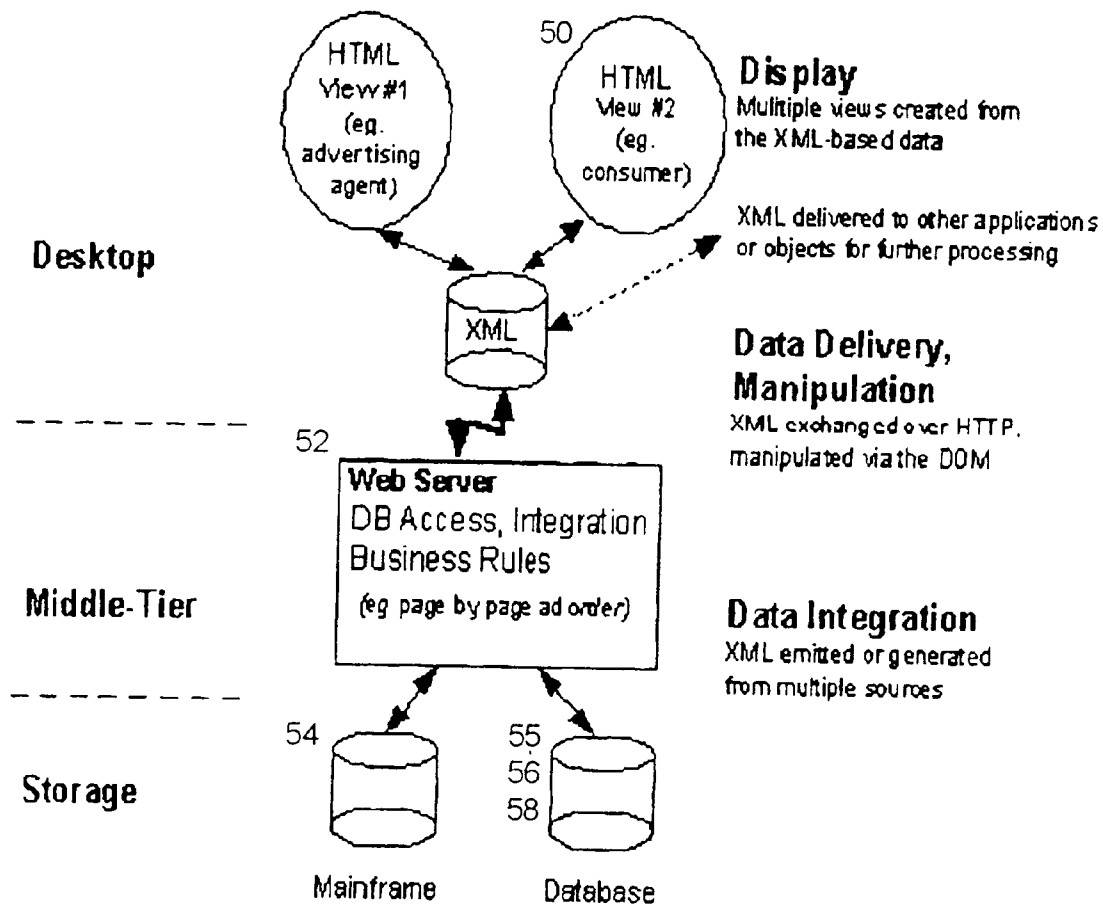 50
HTML
View #1
(eg.
advertising
agent)
HTML
View #2
(eg.
consumer)
Display
Mulitiple views created from
the XML-based data
XML delivered to other applications
or objects for further processing
Desktop
XML
Data Delivery,
Manipulation
XML exchanged over HTTP,
manipulated via the DOM
52
Web Server
DB Access, Integration
Business Rules
(eg page by page ad order)
Middle-Tier
Data Integration
XML emitted or generated
from multiple sources
54
55
56
58
Storage
Mainframe
Database